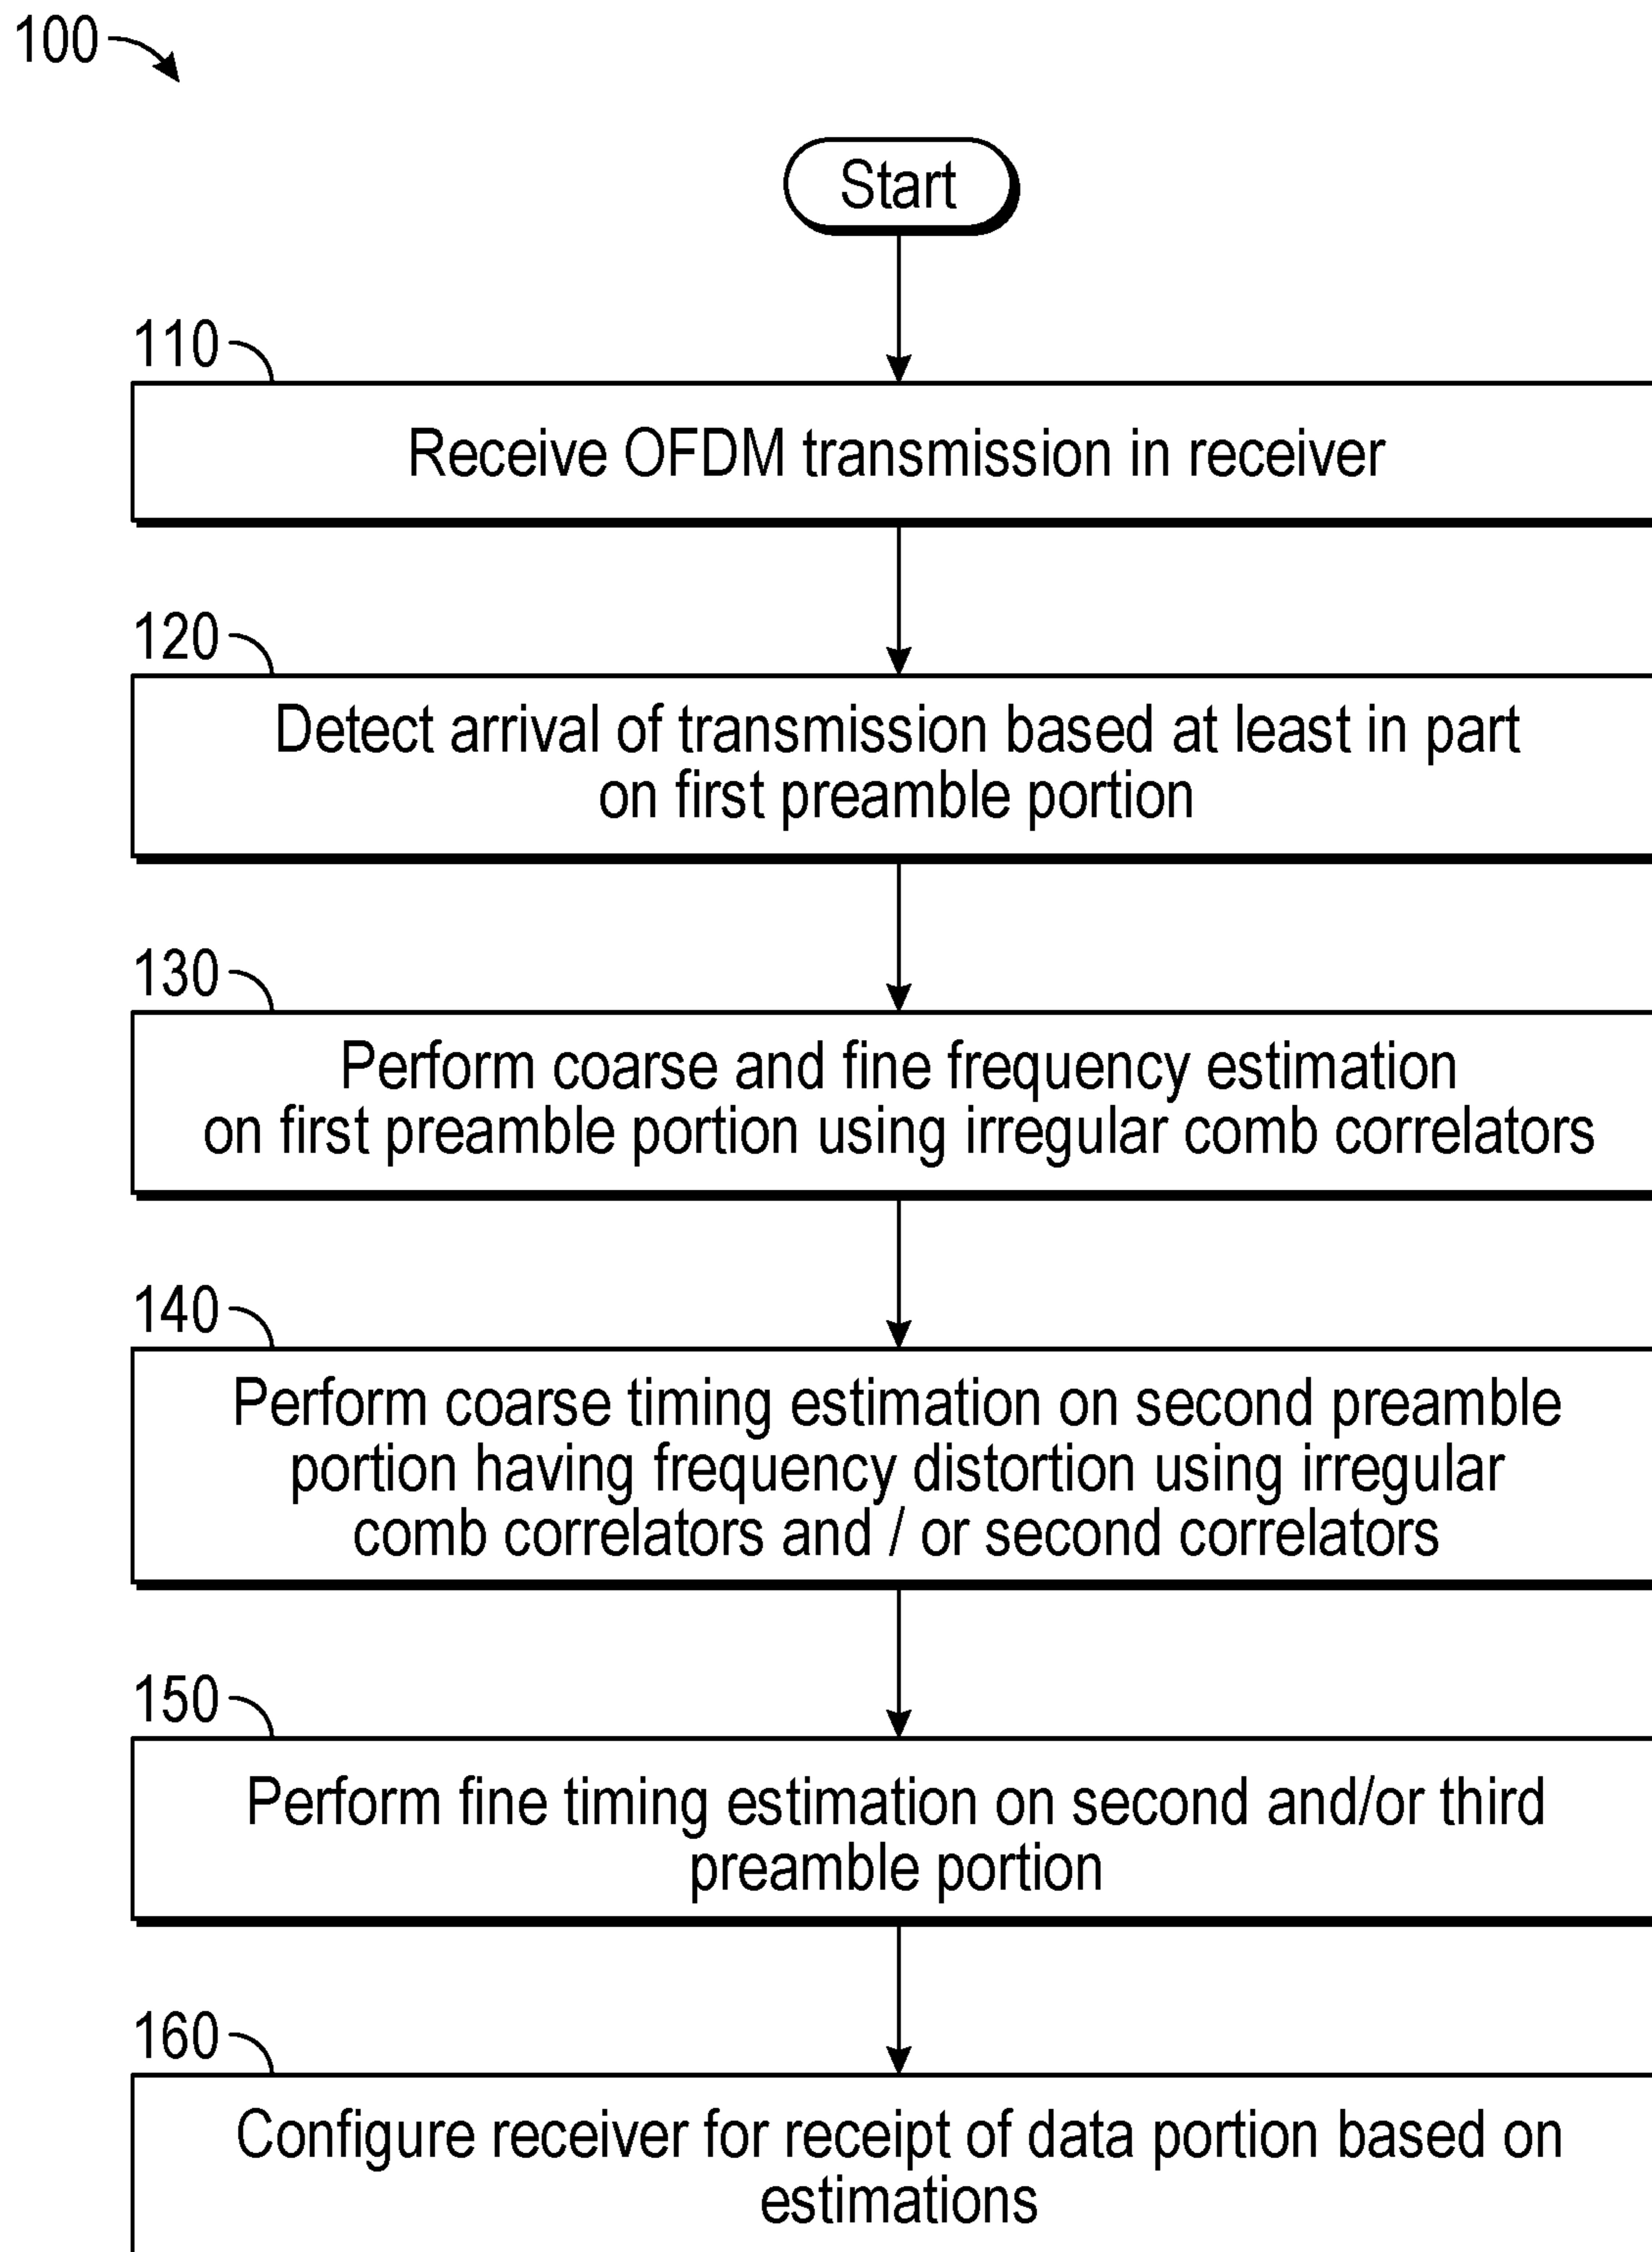 100
Start
110
Receive OFDM transmission in receiver
120
Detect arrival of transmission based at least in part
on first preamble portion
130
Perform coarse and fine frequency estimation
on first preamble portion using irregular comb correlators
140
Perform coarse timing estimation on second preamble
portion having frequency distortion using irregular
comb correlators and / or second correlators
150
Perform fine timing estimation on second and/or third
preamble portion
160
Configure receiver for receipt of data portion based on
estimations